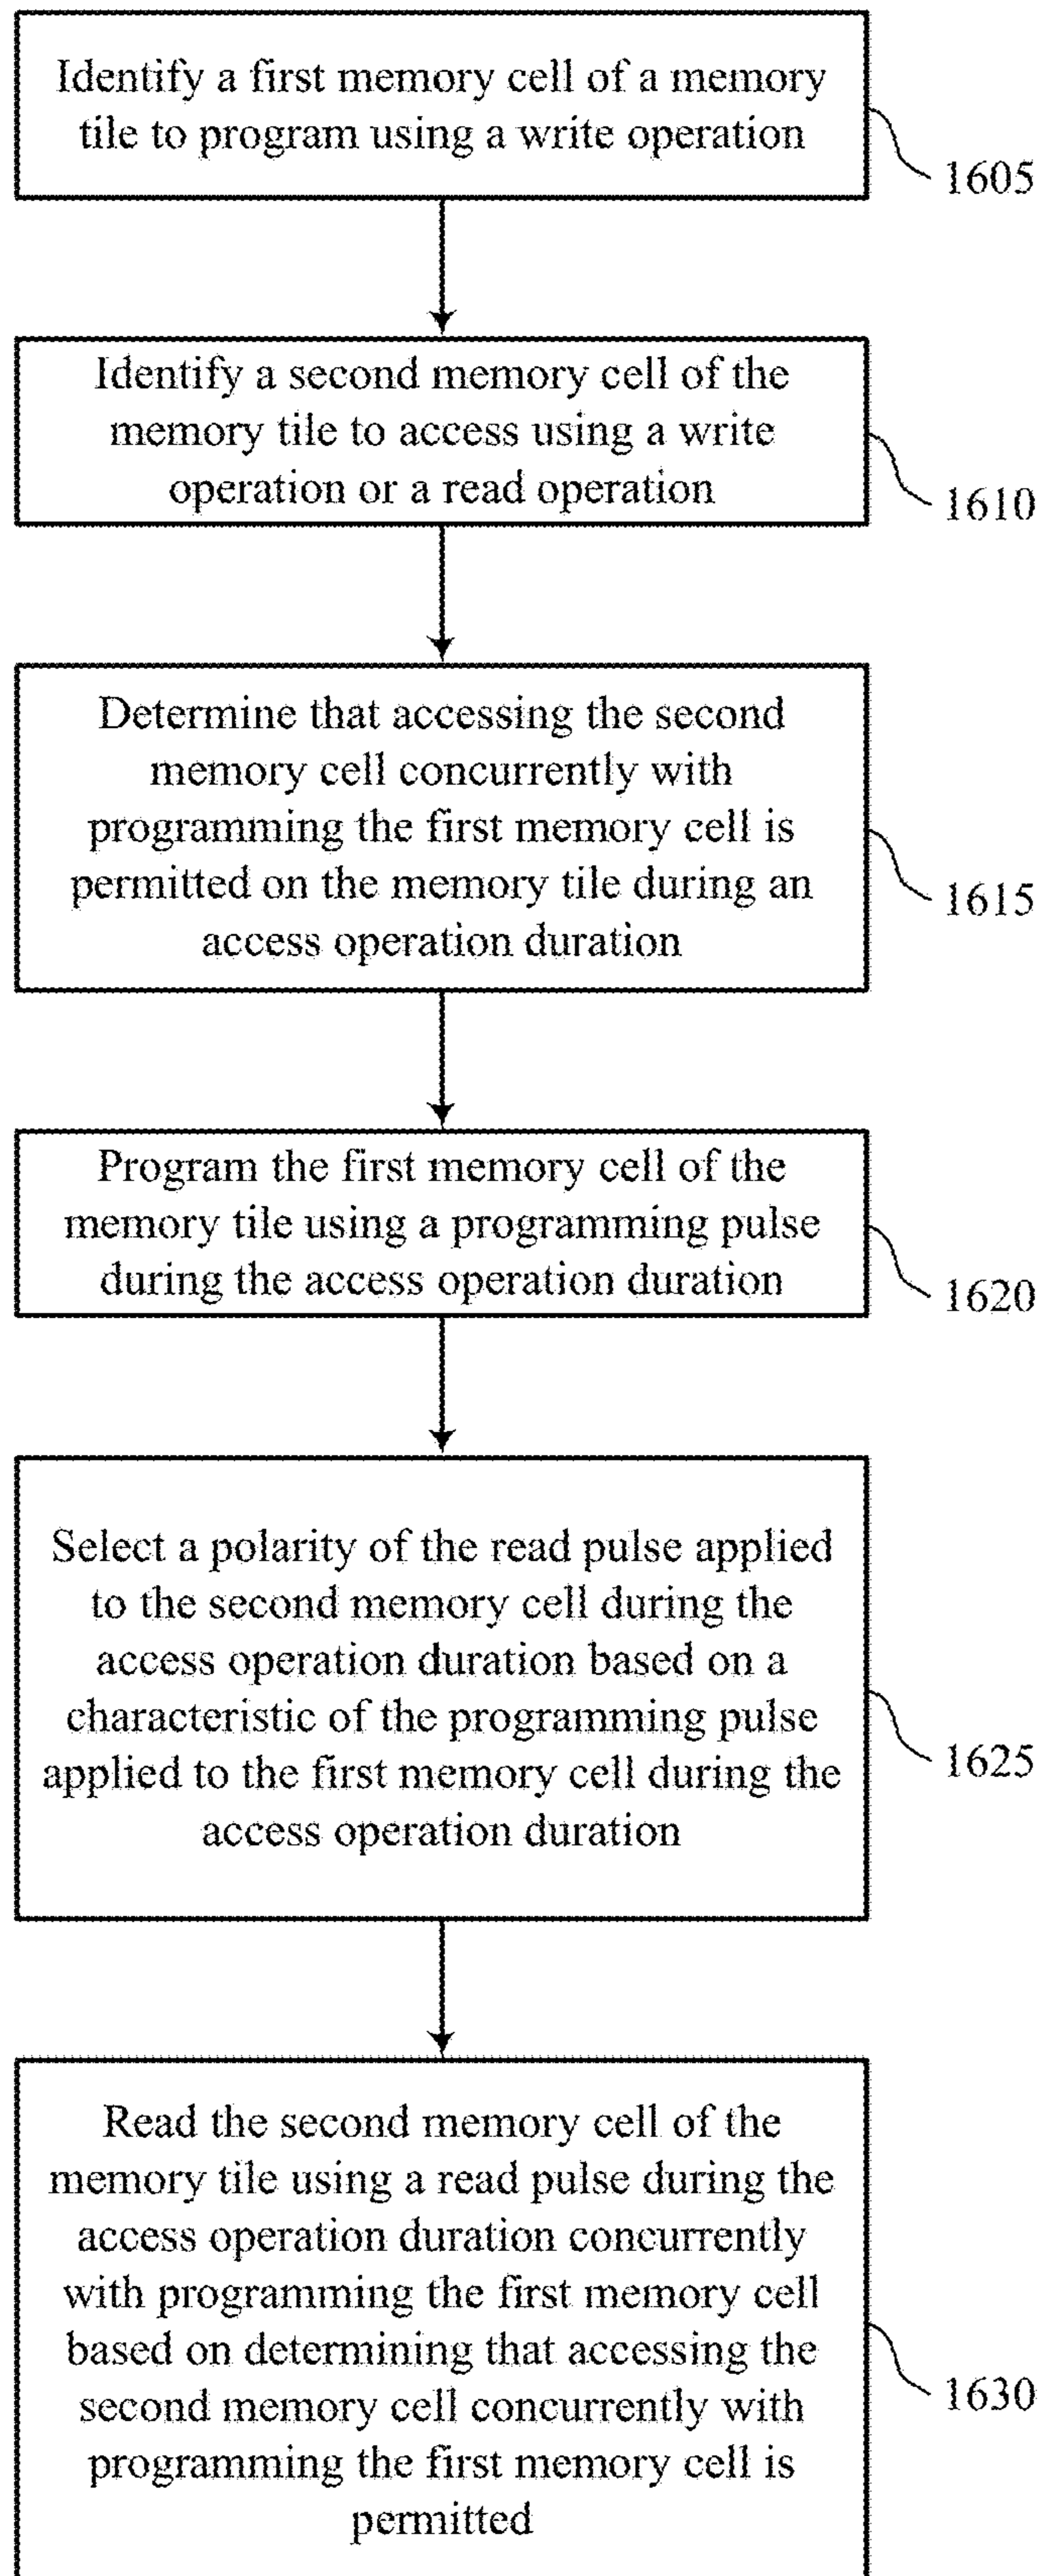 Identify a first memory cell of a memory
tile to program using a write operation
1605
Identify a second memory cell of the
memory tile to access using a write
operation or a read operation
1610
Determine that accessing the second
memory cell concurrently with
programming the first memory cell is
permitted on the memory tile during an
access operation duration
1615
Program the first memory cell of the
memory tile using a programming pulse
during the access operation duration
1620
Select a polarity of the read pulse applied
to the second memory cell during the
access operation duration based on a
characteristic of the programming pulse
applied to the first memory cell during the
access operation duration
1625
Read the second memory cell of the
memory tile using a read pulse during the
access operation duration concurrently
with programming the first memory cell
based on determining that accessing the
second memory cell concurrently with
programming the first memory cell is
permitted
1630